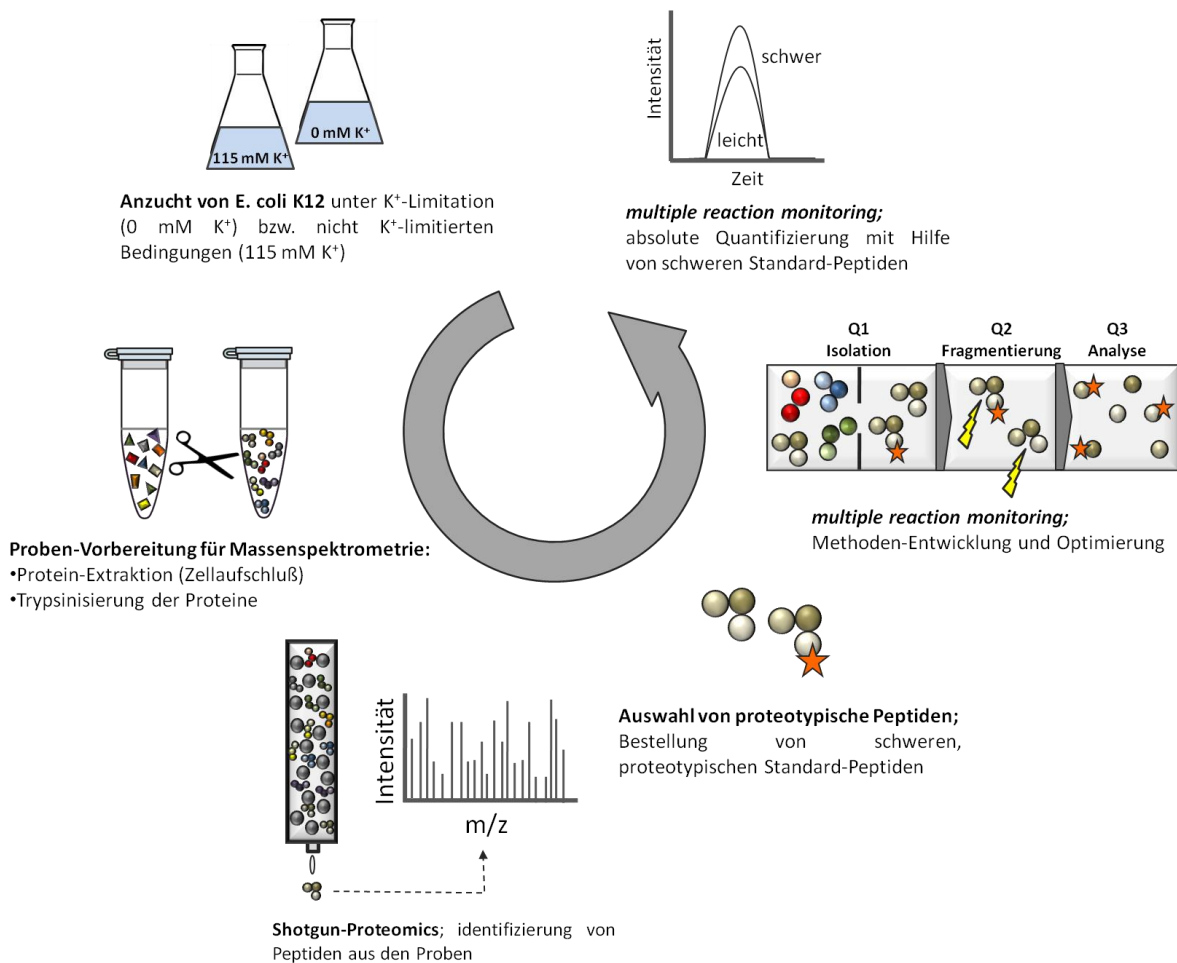 115 mM K⁺
0 mM K⁺
Anzucht von E. coli K12 unter K⁺-Limitation
(0 mM K⁺) bzw. nicht K⁺-limitierten
Bedingungen (115 mM K⁺)
Intensität
schwer
leicht
Zeit
multiple reaction monitoring;
absolute Quantifizierung mit Hilfe
von schweren Standard-Peptiden
Q1
Isolation
Q2
Fragmentierung
Q3
Analyse
multiple reaction monitoring;
Methoden-Entwicklung und Optimierung
Proben-Vorbereitung für Massenspektrometrie:
•Protein-Extraktion (Zellaufschluß)
•Trypsinisierung der Proteine
Auswahl von proteotypische Peptiden;
Bestellung von schweren,
proteotypischen Standard-Peptiden
Intensität
m/z
Shotgun-Proteomics; identifizierung von
Peptiden aus den Proben